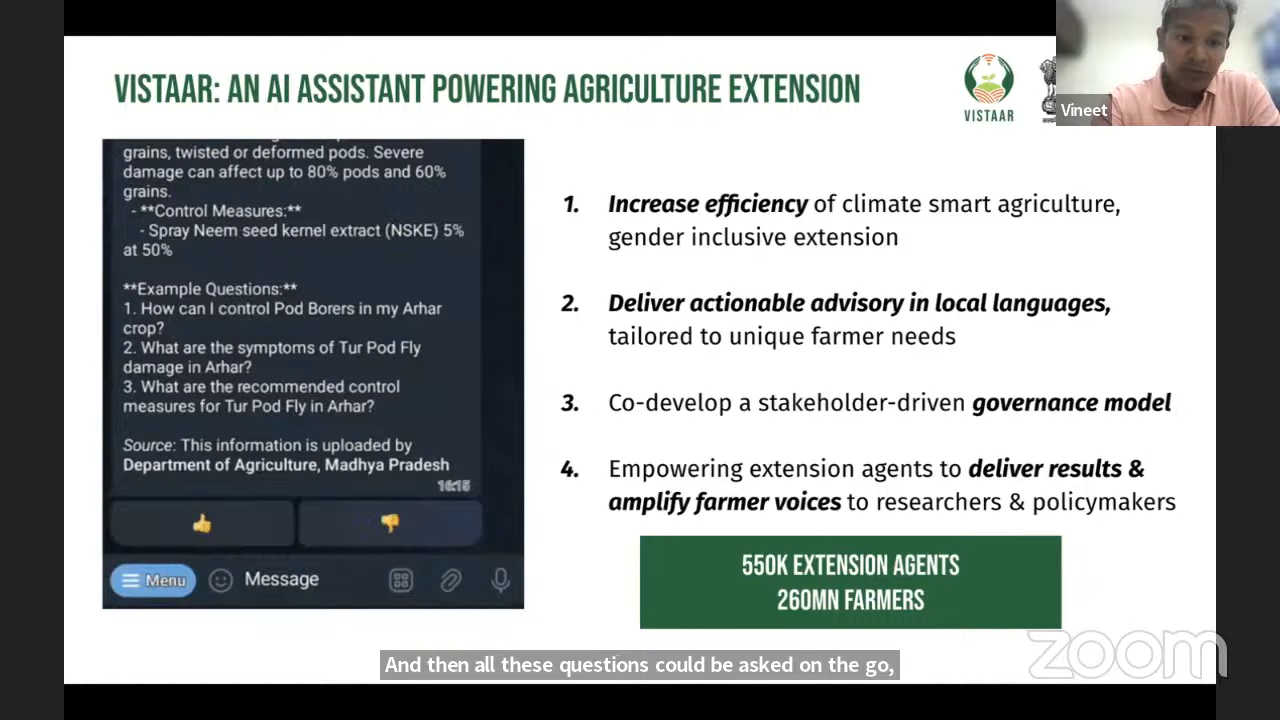 VISTAAR: AN AI ASSISTANT POWERING AGRICULTURE EXTENSION
VISTAAR
Vineet
grains, twisted or deformed pods. Severe
damage can affect up to 80% pods and 60%
grains.
- **Control Measures:**
- Spray Neem seed kernel extract (NSKE) 5%
at 50%
**Example Questions:**
1. How can I control Pod Borers in my Arhar
crop?
2. What are the symptoms of Tur Pod Fly
damage in Arhar?
3. What are the recommended control
measures for Tur Pod Fly in Arhar?
Source: This information is uploaded by
Department of Agriculture, Madhya Pradesh
16:15
Menu
Message
1. Increase efficiency of climate smart agriculture,
gender inclusive extension
2. Deliver actionable advisory in local languages,
tailored to unique farmer needs
3. Co-develop a stakeholder-driven governance model
4. Empowering extension agents to deliver results &
amplify farmer voices to researchers & policymakers
550K EXTENSION AGENTS
260MN FARMERS
zoom
And then all these questions could be asked on the go,